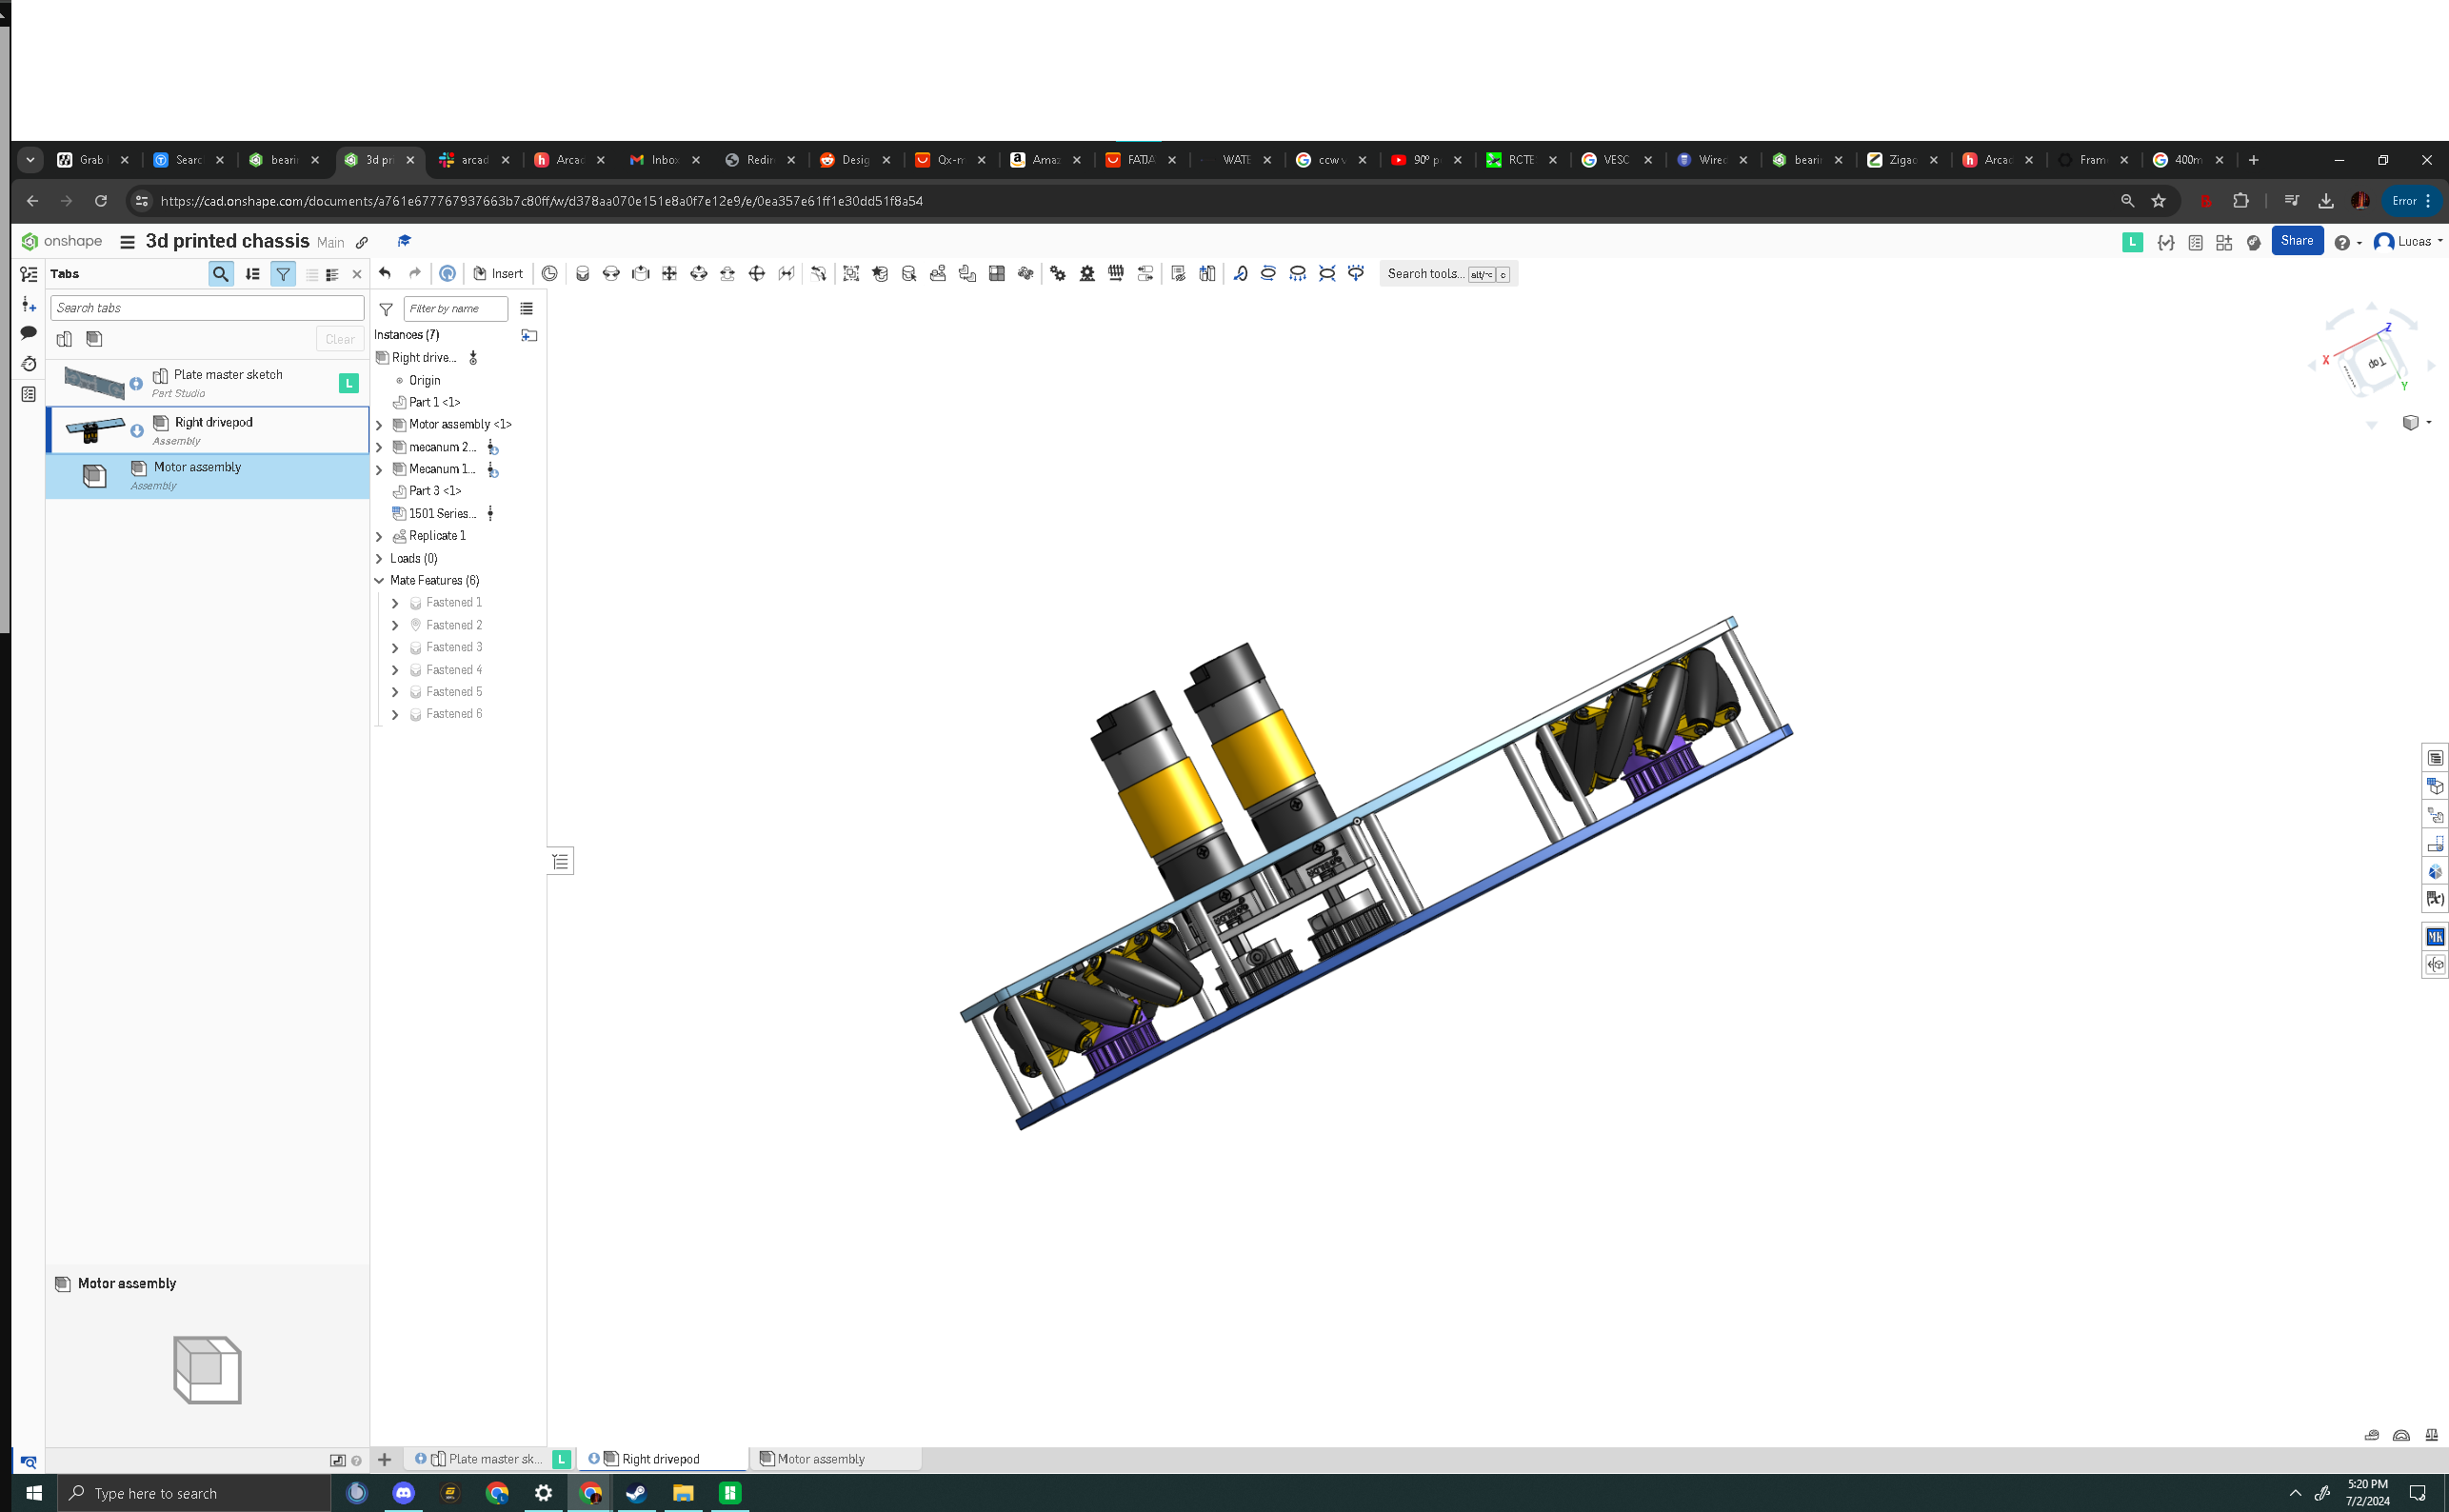 Grab
Searc
bearin
3d pri
arcad
Arcad
Inbox
Redire
Desig
Qx-m
Amaz
FATJA
WATE
ccw v
90º p
RCTE
VESC
Wired
bearin
Zigao
Arcad
Fram
400m
https://cad.onshape.com/documents/a761e677767937663b7c80ff/w/d378aa070e151e8a0f7e12e9/e/0ea357e61ff1e30dd51f8a54
Error
onshape
3d printed chassis Main
L
Share
Lucas
Tabs
Insert
Search tools... alt/⌥ c
Search tabs
Clear
Plate master sketch
Part Studio
L
Right drivepod
Assembly
Motor assembly
Assembly
Filter by name
Instances (7)
Right drive...
Origin
Part 1 <1>
Motor assembly <1>
mecanum 2...
Mecanum 1...
Part 3 <1>
1501 Series...
Replicate 1
Loads (0)
Mate Features (6)
Fastened 1
Fastened 2
Fastened 3
Fastened 4
Fastened 5
Fastened 6
Z
X
Top
Y
Motor assembly
Plate master sk...
L
Right drivepod
Motor assembly
Type here to search
5:20 PM
7/2/2024